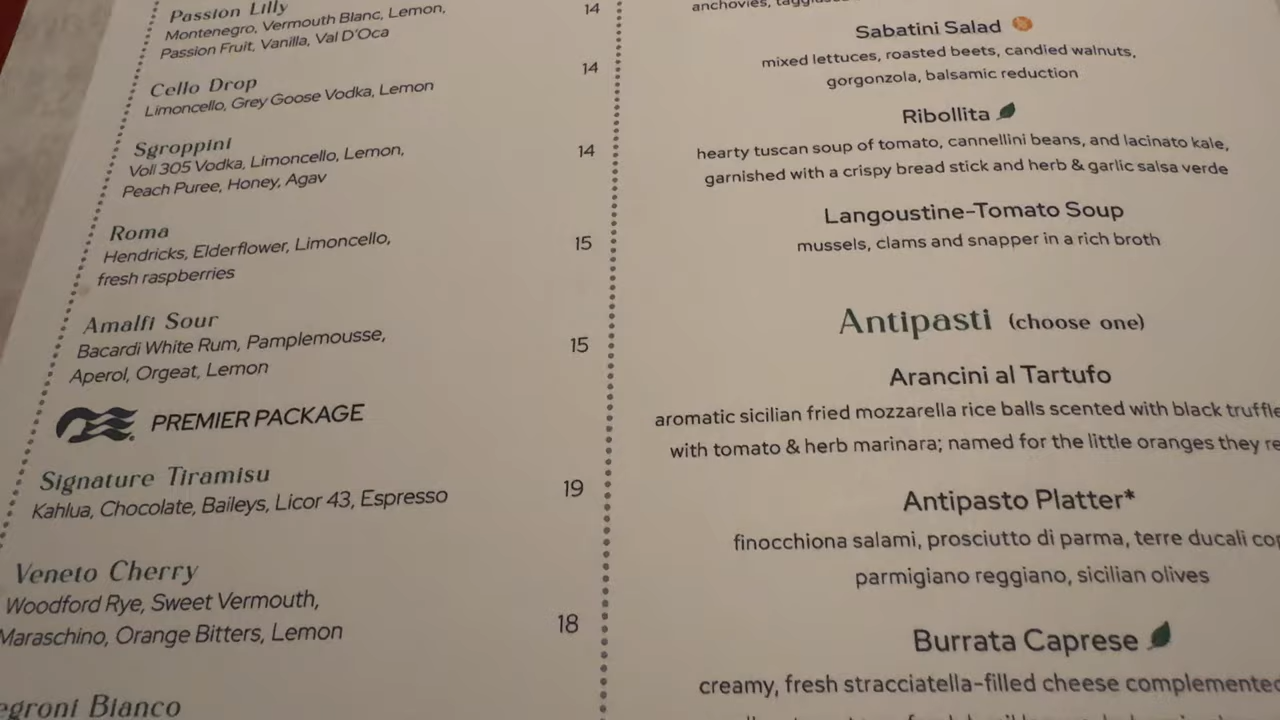 Passion Lilly
Montenegro, Vermouth Blanc, Lemon, 14
Passion Fruit, Vanilla, Val D'Oca
Cello Drop 14
Limoncello, Grey Goose Vodka, Lemon
Sgroppini
Voli 305 Vodka, Limoncello, Lemon, 14
Peach Puree, Honey, Agav
Roma
Hendricks, Elderflower, Limoncello, 15
fresh raspberries
Amalfi Sour
Bacardi White Rum, Pamplemousse, 15
Aperol, Orgeat, Lemon
PREMIER PACKAGE
Signature Tiramisu
Kahlua, Chocolate, Baileys, Licor 43, Espresso 19
Veneto Cherry
Woodford Rye, Sweet Vermouth,
Maraschino, Orange Bitters, Lemon 18
egroni Bianco
anchovies,
Sabatini Salad
mixed lettuces, roasted beets, candied walnuts,
gorgonzola, balsamic reduction
Ribollita
hearty tuscan soup of tomato, cannellini beans, and lacinato kale,
garnished with a crispy bread stick and herb & garlic salsa verde
Langoustine-Tomato Soup
mussels, clams and snapper in a rich broth
Antipasti (choose one)
Arancini al Tartufo
aromatic sicilian fried mozzarella rice balls scented with black truffle
with tomato & herb marinara; named for the little oranges they re
Antipasto Platter*
finocchiona salami, prosciutto di parma, terre ducali cop
parmigiano reggiano, sicilian olives
Burrata Caprese
creamy, fresh stracciatella-filled cheese complemented